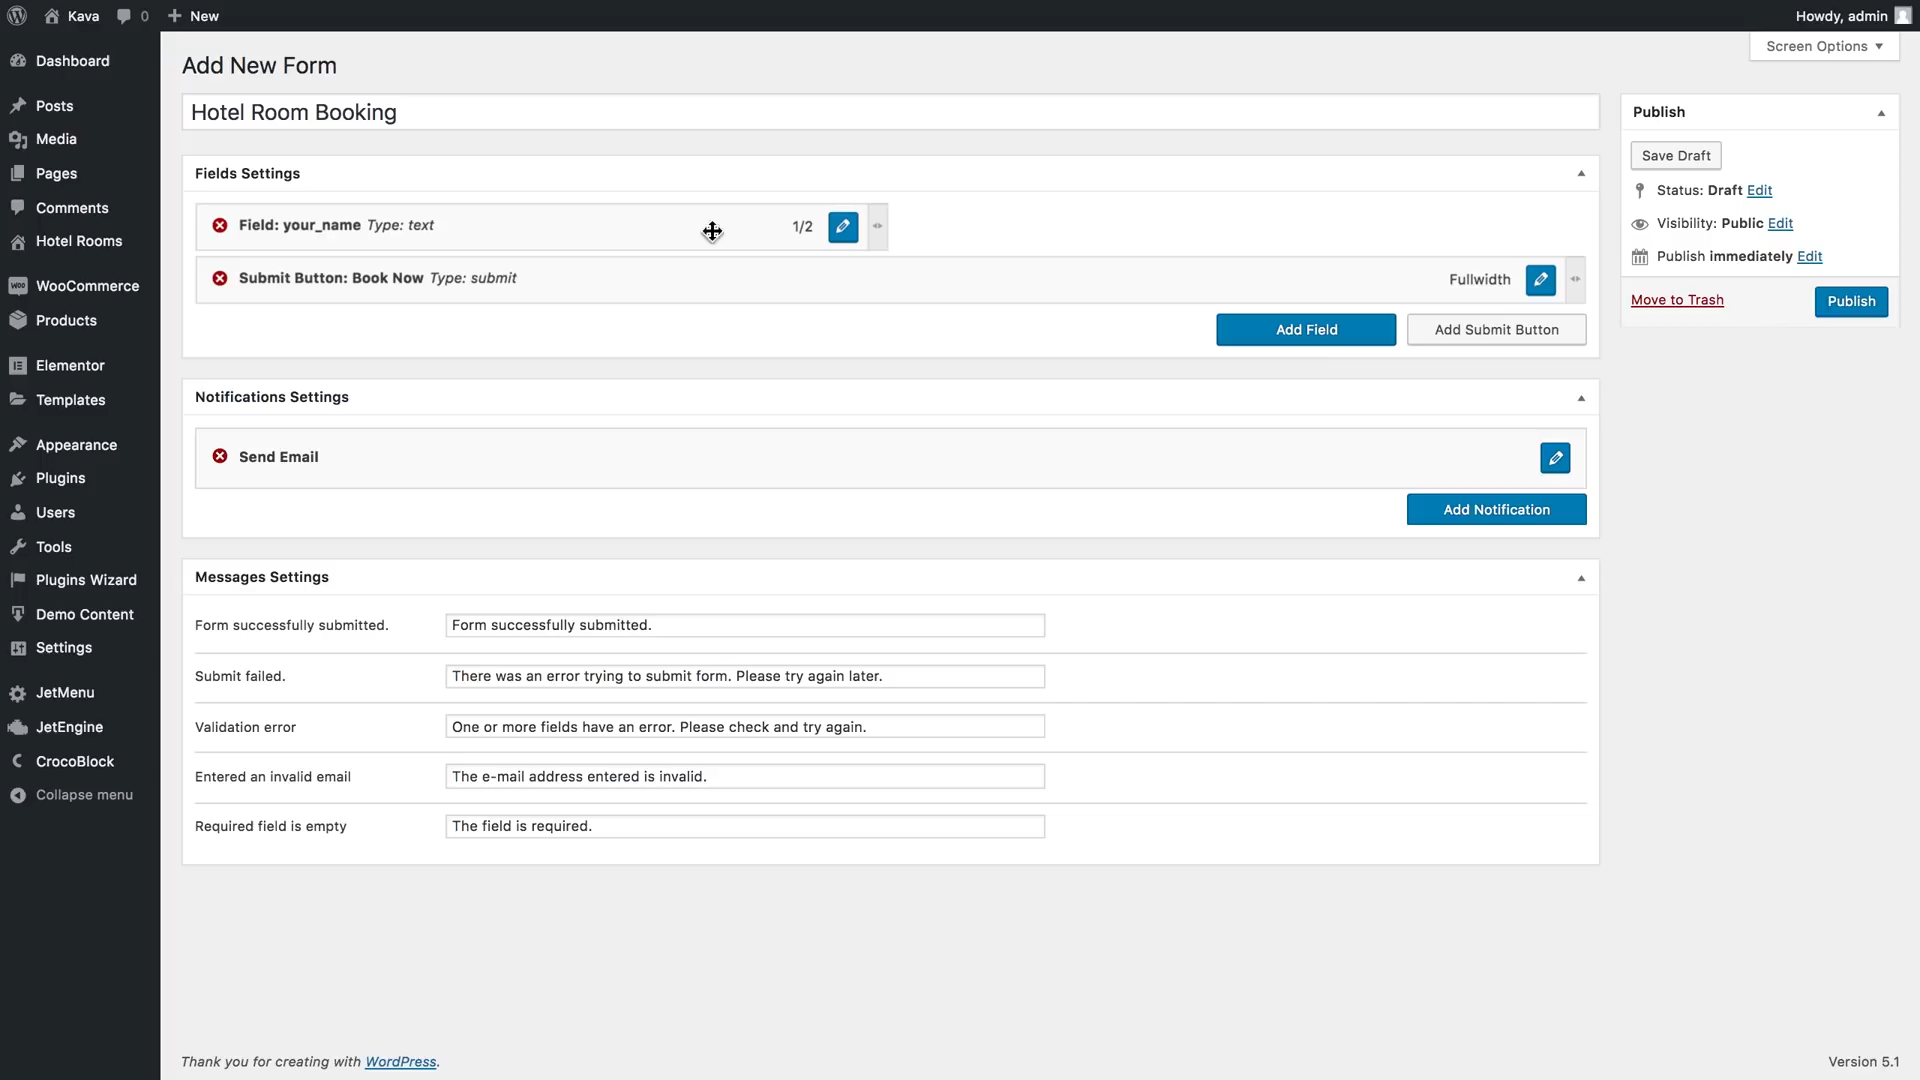 Kava 0 New Howdy, admin
Screen Options
Dashboard
Posts
Media
Pages
Comments
Hotel Rooms
WooCommerce
Products
Elementor
Templates
Appearance
Plugins
Users
Tools
Plugins Wizard
Demo Content
Settings
JetMenu
JetEngine
CrocoBlock
Collapse menu
Add New Form
Hotel Room Booking
Fields Settings
Field: your_name Type: text 1/2
Submit Button: Book Now Type: submit Fullwidth
Add Field Add Submit Button
Notifications Settings
Send Email
Add Notification
Messages Settings
Form successfully submitted. Form successfully submitted.
Submit failed. There was an error trying to submit form. Please try again later.
Validation error One or more fields have an error. Please check and try again.
Entered an invalid email The e-mail address entered is invalid.
Required field is empty The field is required.
Publish
Save Draft
Status: Draft Edit
Visibility: Public Edit
Publish immediately Edit
Move to Trash Publish
Thank you for creating with WordPress. Version 5.1